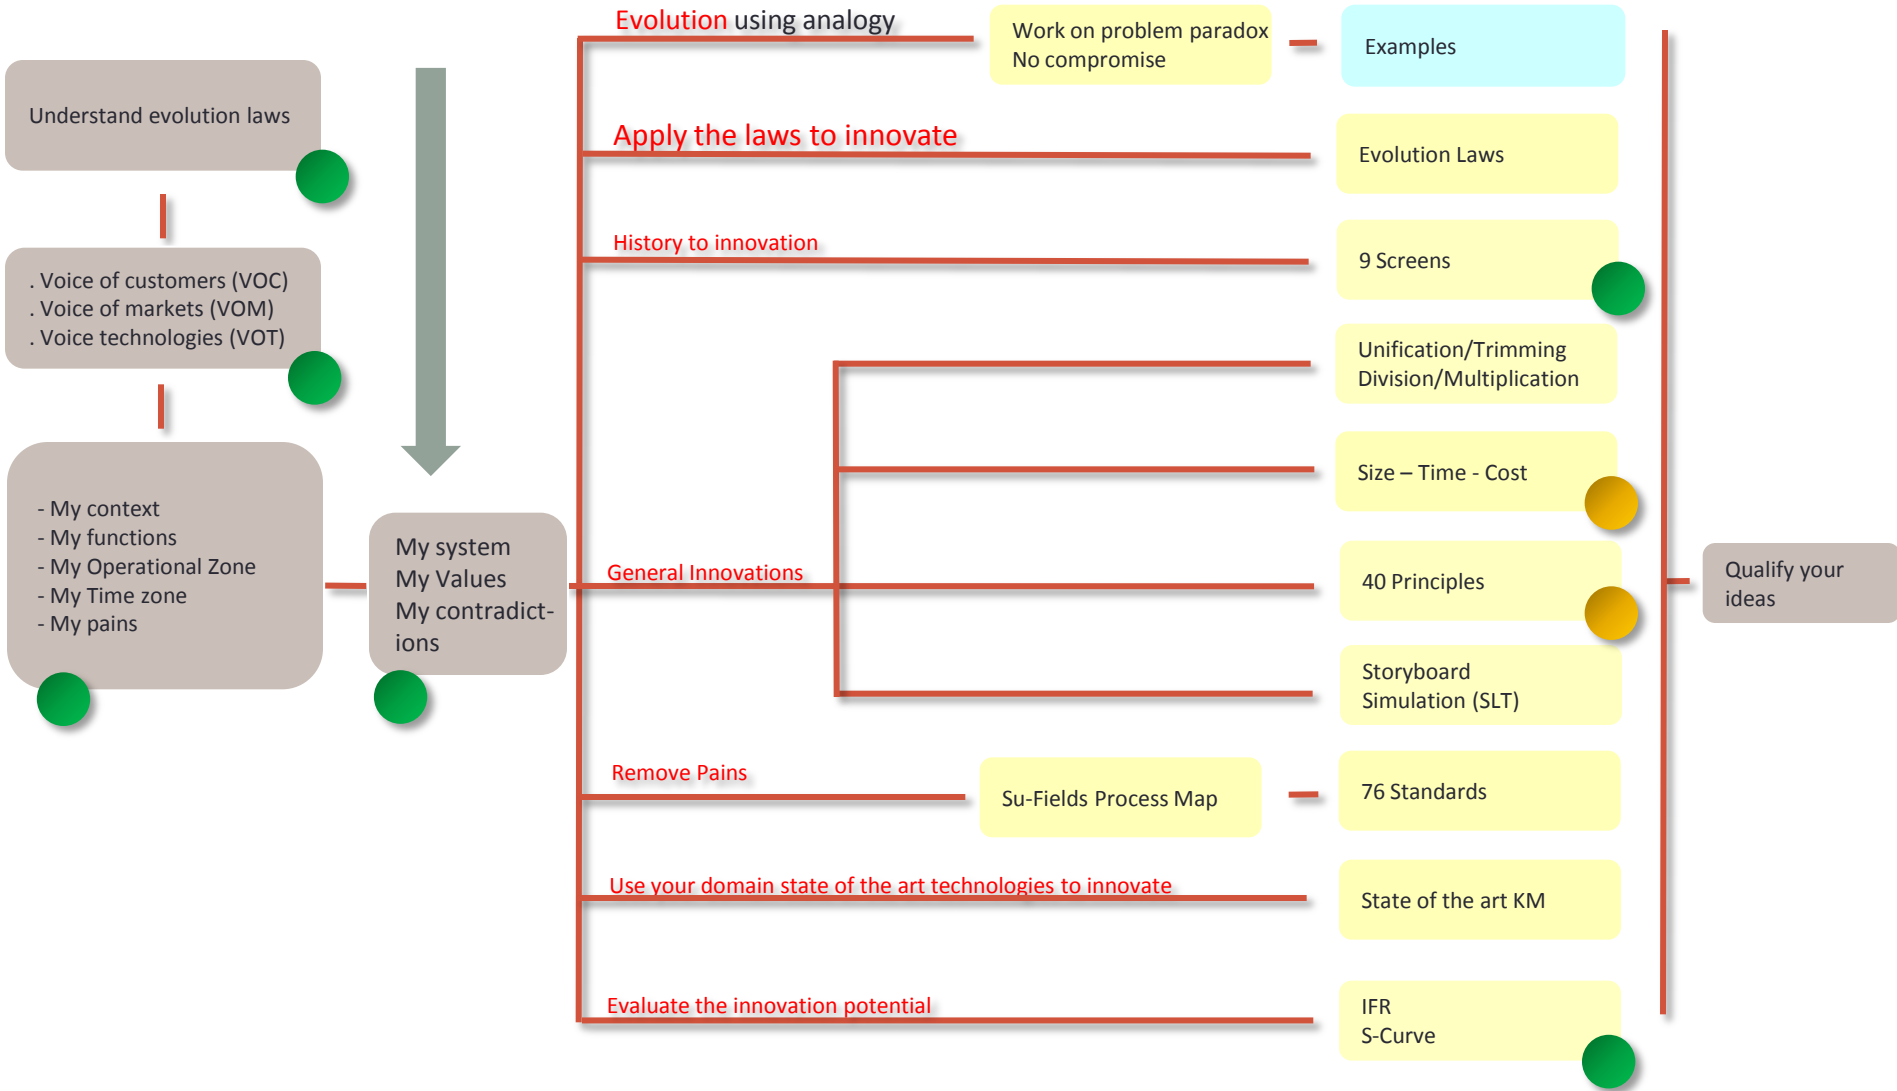 Understand evolution laws
. Voice of customers (VOC)
. Voice of markets (VOM)
. Voice technologies (VOT)
- My context
- My functions
- My Operational Zone
- My Time zone
- My pains
My system
My Values
My contradict-
ions
Evolution using analogy
Work on problem paradox
No compromise
Examples
Apply the laws to innovate
Evolution Laws
History to innovation
9 Screens
General Innovations
Unification/Trimming
Division/Multiplication
Size – Time - Cost
40 Principles
Storyboard
Simulation (SLT)
Remove Pains
Su-Fields Process Map
76 Standards
Use your domain state of the art technologies to innovate
State of the art KM
Evaluate the innovation potential
IFR
S-Curve
Qualify your
ideas